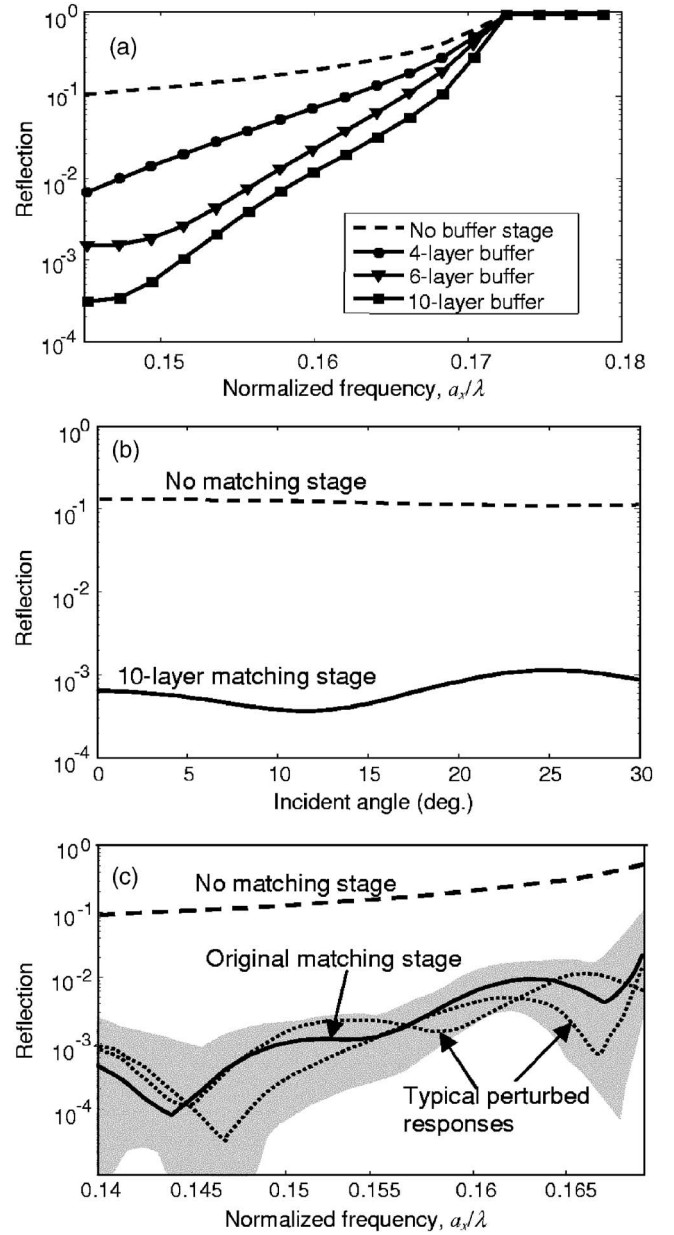 10^0
(a)
10^-1
Reflection
10^-2
10^-3
10^-4
No buffer stage
4-layer buffer
6-layer buffer
10-layer buffer
0.15
0.16
0.17
0.18
Normalized frequency, a_x/λ
10^0
(b)
No matching stage
10^-1
Reflection
10^-2
10-layer matching stage
10^-3
10^-4
0
5
10
15
20
25
30
Incident angle (deg.)
10^0
(c)
No matching stage
10^-1
Original matching stage
Reflection
10^-2
10^-3
Typical perturbed
responses
10^-4
0.14
0.145
0.15
0.155
0.16
0.165
Normalized frequency, a_x/λ